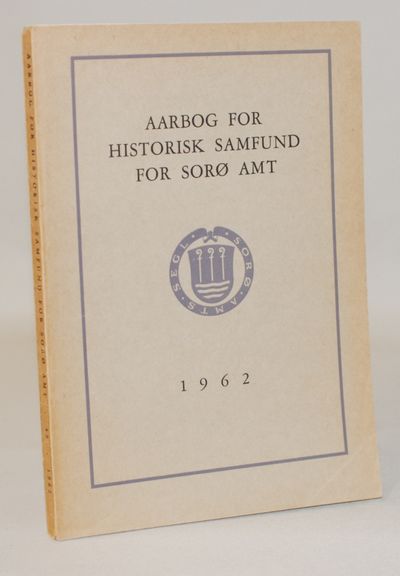 AARBOG FOR
HISTORISK SAMFUND
FOR SORØ AMT
SORØ · AMTS · SEGL ·
1962
AARBOG FOR HISTORISK SAMFUND FOR SORØ AMT